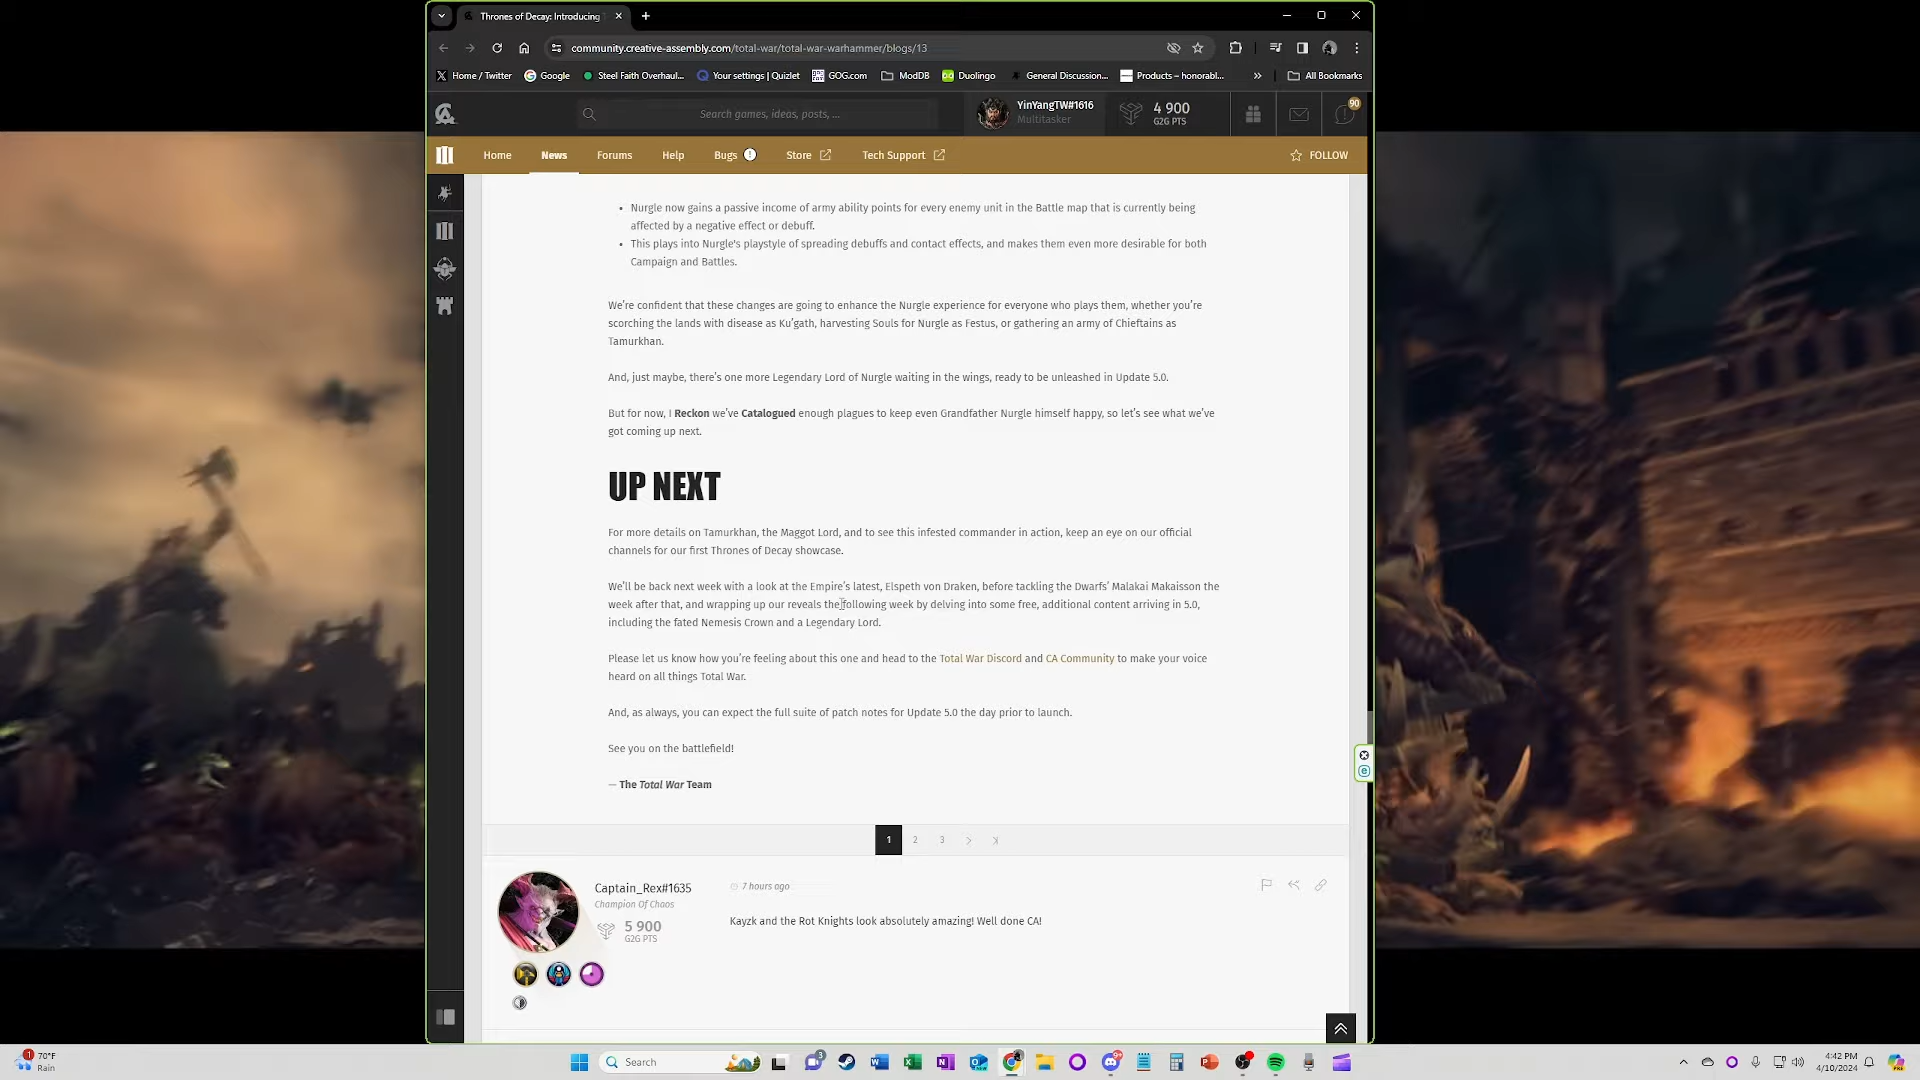 Thrones of Decay: Introducing
community.creative-assembly.com/total-war/total-war-warhammer/blogs/13
Home / Twitter
Google
Steel Faith Overhaul...
Your settings | Quizlet
GOG.com
ModDB
Duolingo
General Discussion...
Products – honorabl...
»
All Bookmarks
Search games, ideas, posts, ...
YinYangTW#1616
Multitasker
4 900
G2G PTS
90
Home
News
Forums
Help
Bugs
Store
Tech Support
FOLLOW
• Nurgle now gains a passive income of army ability points for every enemy unit in the Battle map that is currently being
affected by a negative effect or debuff.
• This plays into Nurgle's playstyle of spreading debuffs and contact effects, and makes them even more desirable for both
Campaign and Battles.
We're confident that these changes are going to enhance the Nurgle experience for everyone who plays them, whether you're
scorching the lands with disease as Ku'gath, harvesting Souls for Nurgle as Festus, or gathering an army of Chieftains as
Tamurkhan.
And, just maybe, there's one more Legendary Lord of Nurgle waiting in the wings, ready to be unleashed in Update 5.0.
But for now, I Reckon we've Catalogued enough plagues to keep even Grandfather Nurgle himself happy, so let's see what we've
got coming up next.
UP NEXT
For more details on Tamurkhan, the Maggot Lord, and to see this infested commander in action, keep an eye on our official
channels for our first Thrones of Decay showcase.
We'll be back next week with a look at the Empire's latest, Elspeth von Draken, before tackling the Dwarfs' Malakai Makaisson the
week after that, and wrapping up our reveals the following week by delving into some free, additional content arriving in 5.0,
including the fated Nemesis Crown and a Legendary Lord.
Please let us know how you're feeling about this one and head to the Total War Discord and CA Community to make your voice
heard on all things Total War.
And, as always, you can expect the full suite of patch notes for Update 5.0 the day prior to launch.
See you on the battlefield!
— The Total War Team
1 2 3
Captain_Rex#1635
Champion Of Chaos
5 900
G2G PTS
7 hours ago
Kayzk and the Rot Knights look absolutely amazing! Well done CA!
1
70°F
Rain
Search
4:42 PM
4/10/2024